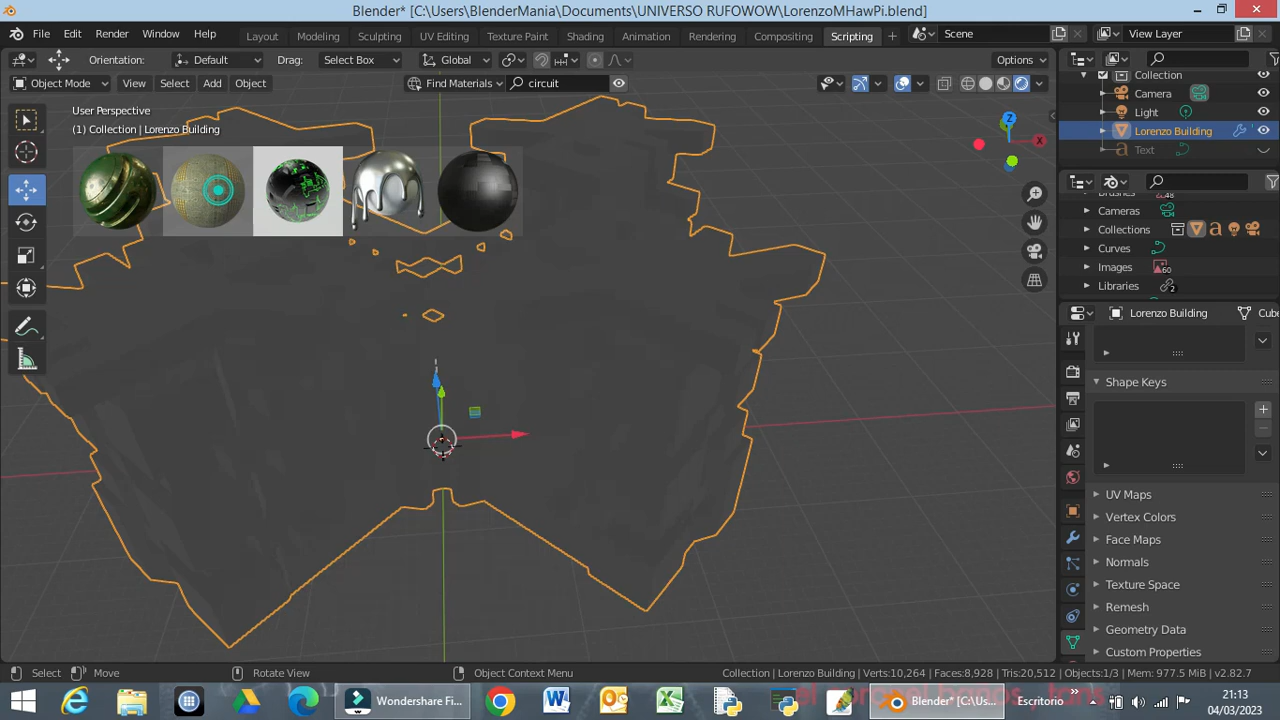 Blender* [C:\Users\BlenderMania\Documents\UNIVERSO RUFOWOW\LorenzoMHawPi.blend]
File Edit Render Window Help Layout Modeling Sculpting UV Editing Texture Paint Shading Animation Rendering Compositing Scripting Scene View Layer
Orientation: Default Drag: Select Box Global Options
Object Mode View Select Add Object Find Materials circuit
User Perspective
(1) Collection | Lorenzo Building
Z
X
Collection
Camera
Light
Lorenzo Building
Text
48
Cameras
Collections
Curves
Images 60
Libraries 2
Lorenzo Building Cube
Shape Keys
UV Maps
Vertex Colors
Face Maps
Normals
Texture Space
Remesh
Geometry Data
Custom Properties
Select Move Rotate View Object Context Menu Collection | Lorenzo Building | Verts:10,264 | Faces:8,928 | Tris:20,512 | Objects:1/3 | Mem: 977.5 MiB | v2.82.7
Wondershare Fi... Blender* [C:\Us... Escritorio
21:13
04/03/2023